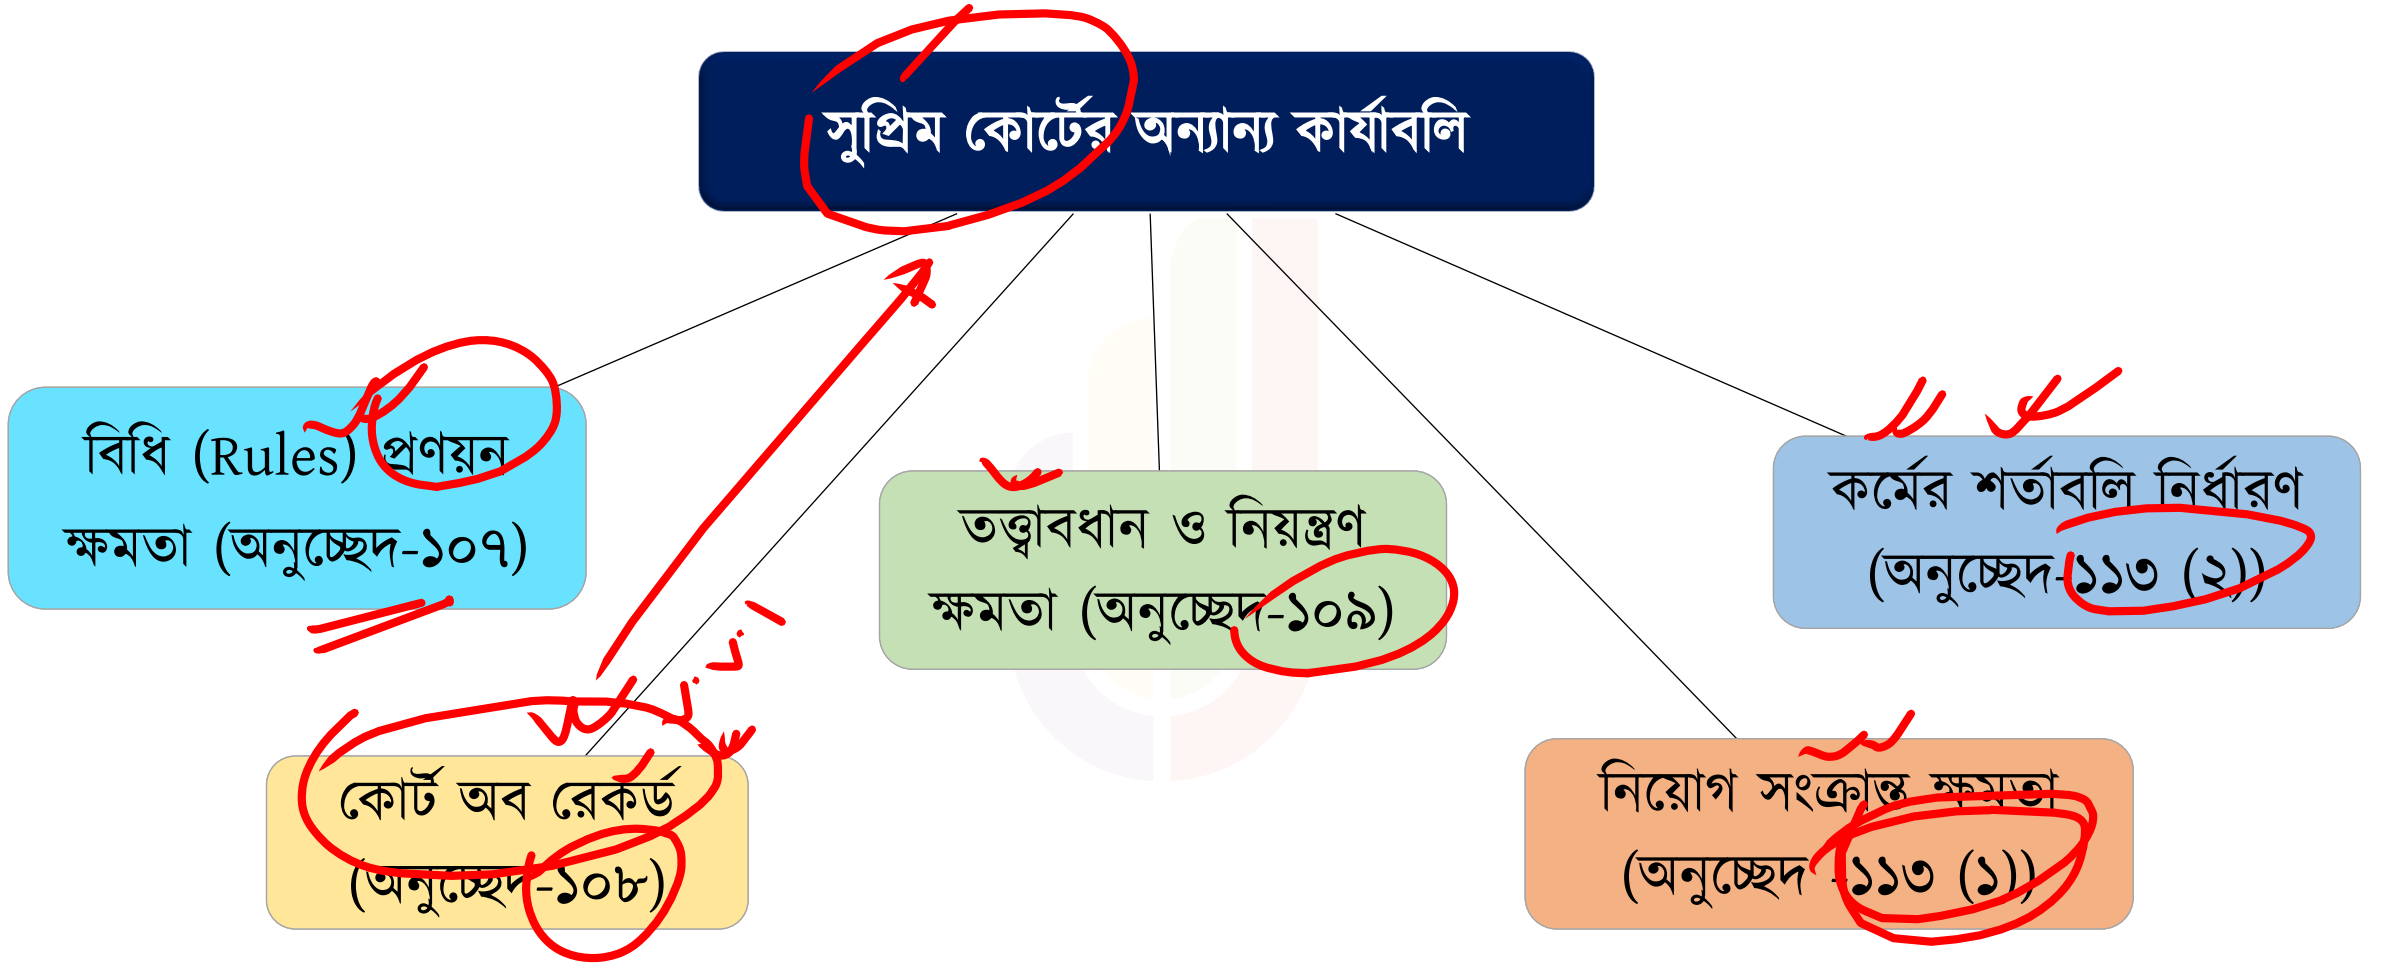 সুপ্রিম কোর্টের অন্যান্য কার্যাবলি
বিধি (Rules) প্রণয়ন
ক্ষমতা (অনুচ্ছেদ-১০৭)
কোর্ট অব রেকর্ড
(অনুচ্ছেদ-১০৮)
তত্ত্বাবধান ও নিয়ন্ত্রণ
ক্ষমতা (অনুচ্ছেদ-১০৯)
নিয়োগ সংক্রান্ত ক্ষমতা
(অনুচ্ছেদ -১১৩ (১))
কর্মের শর্তাবলি নির্ধারণ
(অনুচ্ছেদ-১১৩ (২))